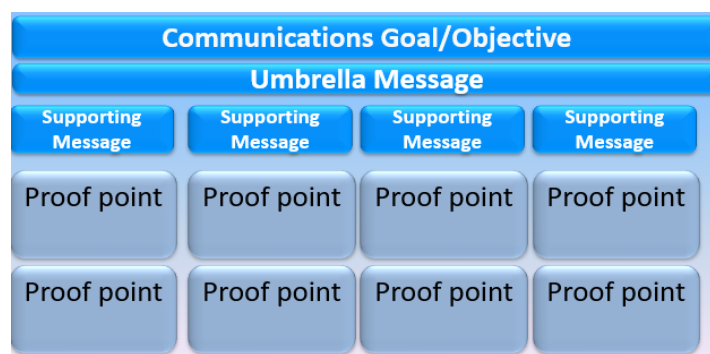 Communications Goal/Objective
Umbrella Message
Supporting
Message
Supporting
Message
Supporting
Message
Supporting
Message
Proof point
Proof point
Proof point
Proof point
Proof point
Proof point
Proof point
Proof point